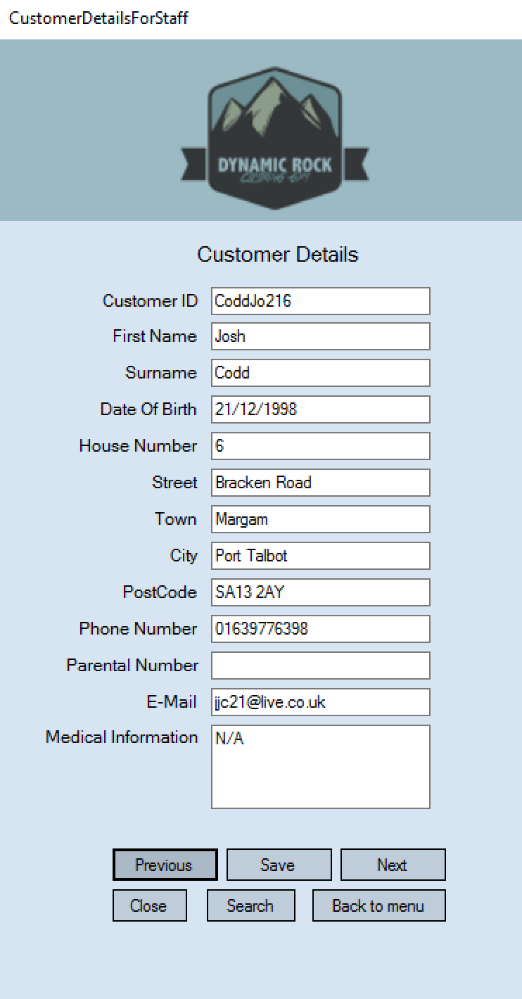 CustomerDetailsForStaff
DYNAMIC ROCK
CLIMBING GYM
Customer Details
Customer ID CoddJo216
First Name Josh
Surname Codd
Date Of Birth 21/12/1998
House Number 6
Street Bracken Road
Town Margam
City Port Talbot
PostCode SA13 2AY
Phone Number 01639776398
Parental Number
E-Mail jjc21@live.co.uk
Medical Information N/A
Previous Save Next
Close Search Back to menu